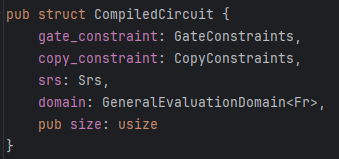 pub struct CompiledCircuit {
    gate_constraint: GateConstraints,
    copy_constraint: CopyConstraints,
    srs: Srs,
    domain: GeneralEvaluationDomain<Fr>,
    pub size: usize
}